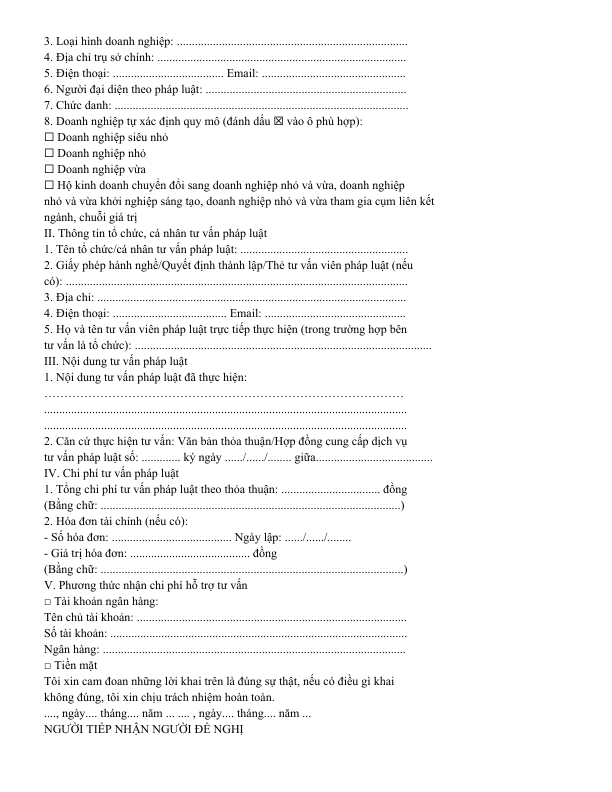 3. Loại hình doanh nghiệp: .............................................................................
4. Địa chỉ trụ sở chính: ...................................................................................
5. Điện thoại: ..................................... Email: ................................................
6. Người đại diện theo pháp luật: ...................................................................
7. Chức danh: ..................................................................................................
8. Doanh nghiệp tự xác định quy mô (đánh dấu ☒ vào ô phù hợp):
☐ Doanh nghiệp siêu nhỏ
☐ Doanh nghiệp nhỏ
☐ Doanh nghiệp vừa
☐ Hộ kinh doanh chuyển đổi sang doanh nghiệp nhỏ và vừa, doanh nghiệp
nhỏ và vừa khởi nghiệp sáng tạo, doanh nghiệp nhỏ và vừa tham gia cụm liên kết
ngành, chuỗi giá trị
II. Thông tin tổ chức, cá nhân tư vấn pháp luật
1. Tên tổ chức/cá nhân tư vấn pháp luật: ........................................................
2. Giấy phép hành nghề/Quyết định thành lập/Thẻ tư vấn viên pháp luật (nếu
có): ..................................................................................................................
3. Địa chỉ: .......................................................................................................
4. Điện thoại: ...................................... Email: ...............................................
5. Họ và tên tư vấn viên pháp luật trực tiếp thực hiện (trong trường hợp bên
tư vấn là tổ chức): ...................................................................................................
III. Nội dung tư vấn pháp luật
1. Nội dung tư vấn pháp luật đã thực hiện:
………………………………………………………………………………
.........................................................................................................................
.........................................................................................................................
2. Căn cứ thực hiện tư vấn: Văn bản thỏa thuận/Hợp đồng cung cấp dịch vụ
tư vấn pháp luật số: ............. ký ngày ....../....../........ giữa.......................................
IV. Chi phí tư vấn pháp luật
1. Tổng chi phí tư vấn pháp luật theo thỏa thuận: ................................. đồng
(Bằng chữ: ....................................................................................................)
2. Hóa đơn tài chính (nếu có):
- Số hóa đơn: ........................................ Ngày lập: ....../....../........
- Giá trị hóa đơn: ........................................ đồng
(Bằng chữ: .....................................................................................................)
V. Phương thức nhận chi phí hỗ trợ tư vấn
□ Tài khoản ngân hàng:
Tên chủ tài khoản: ..........................................................................................
Số tài khoản: ...................................................................................................
Ngân hàng: .....................................................................................................
□ Tiền mặt
Tôi xin cam đoan những lời khai trên là đúng sự thật, nếu có điều gì khai
không đúng, tôi xin chịu trách nhiệm hoàn toàn.
...., ngày.... tháng.... năm ... .... , ngày.... tháng.... năm ...
NGƯỜI TIẾP NHẬN NGƯỜI ĐỀ NGHỊ